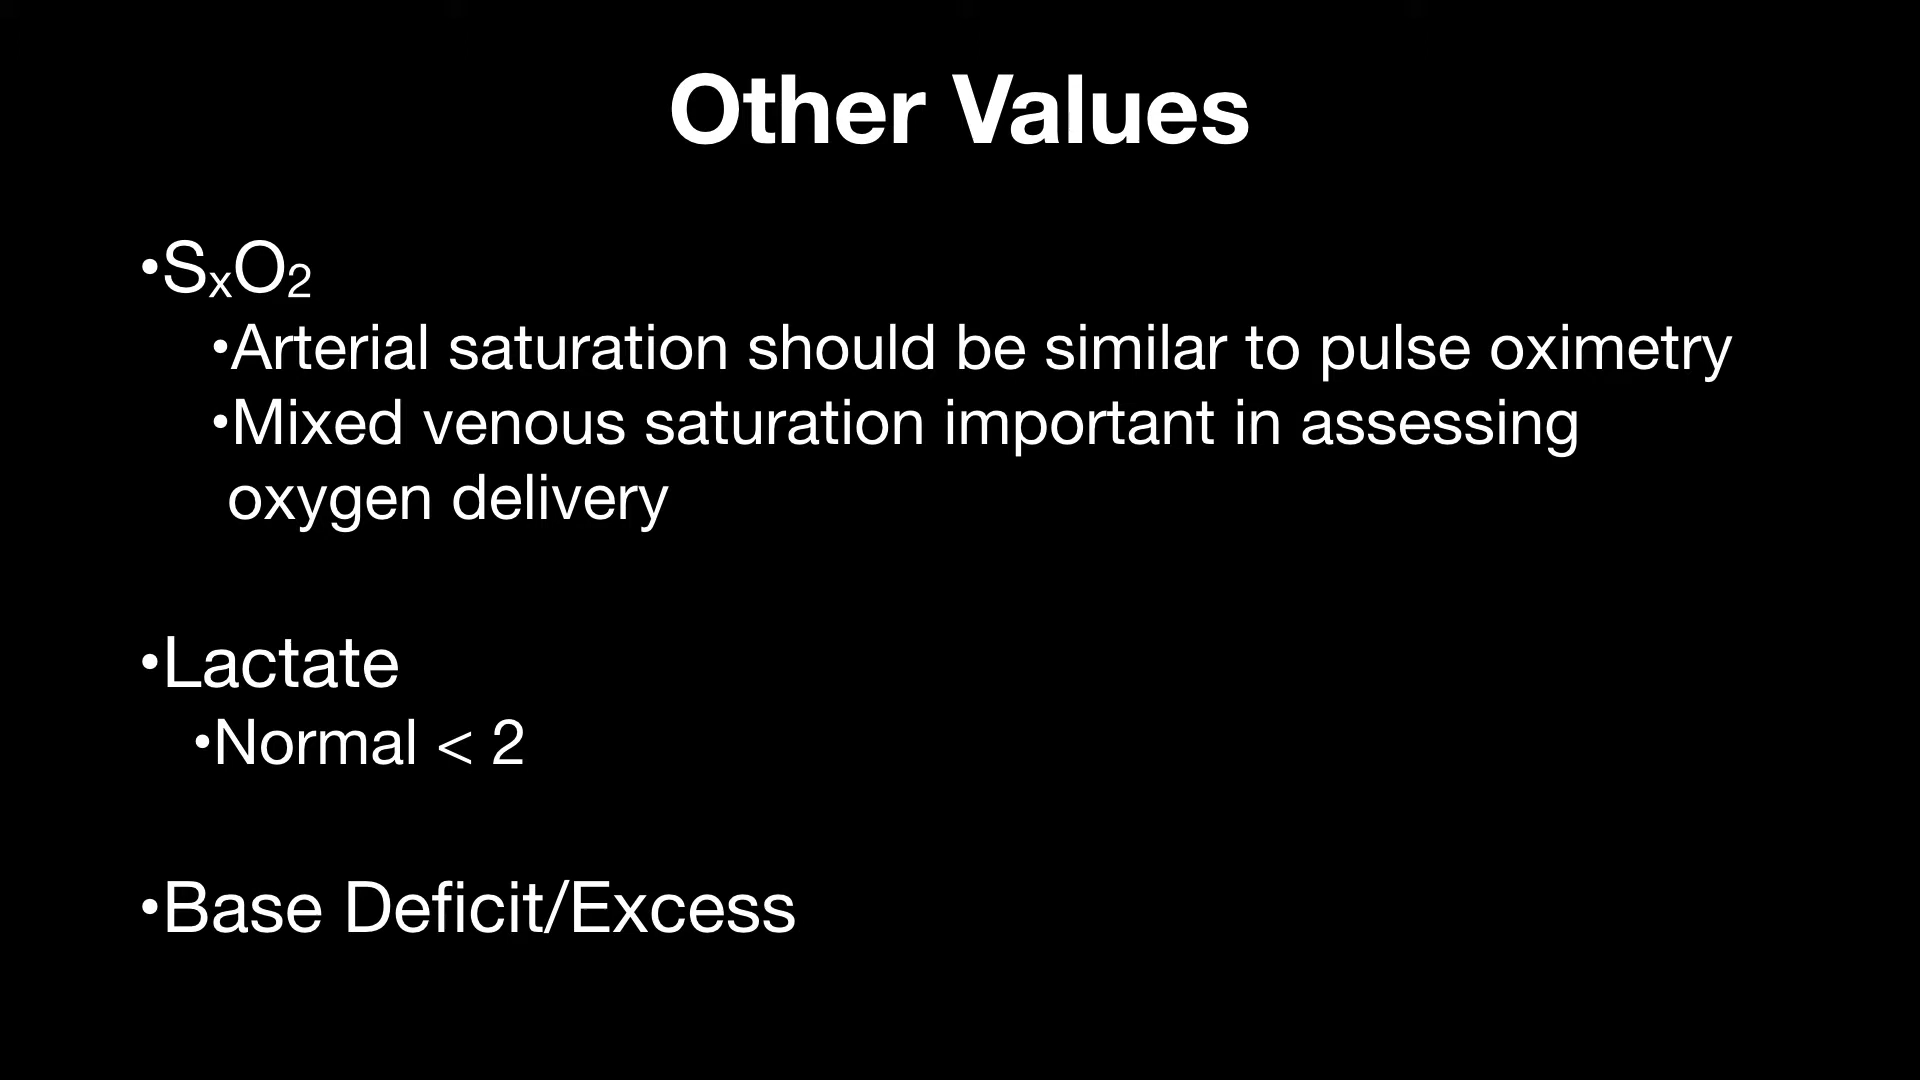 Other Values
•SₓO₂
•Arterial saturation should be similar to pulse oximetry
•Mixed venous saturation important in assessing
oxygen delivery
•Lactate
•Normal < 2
•Base Deficit/Excess